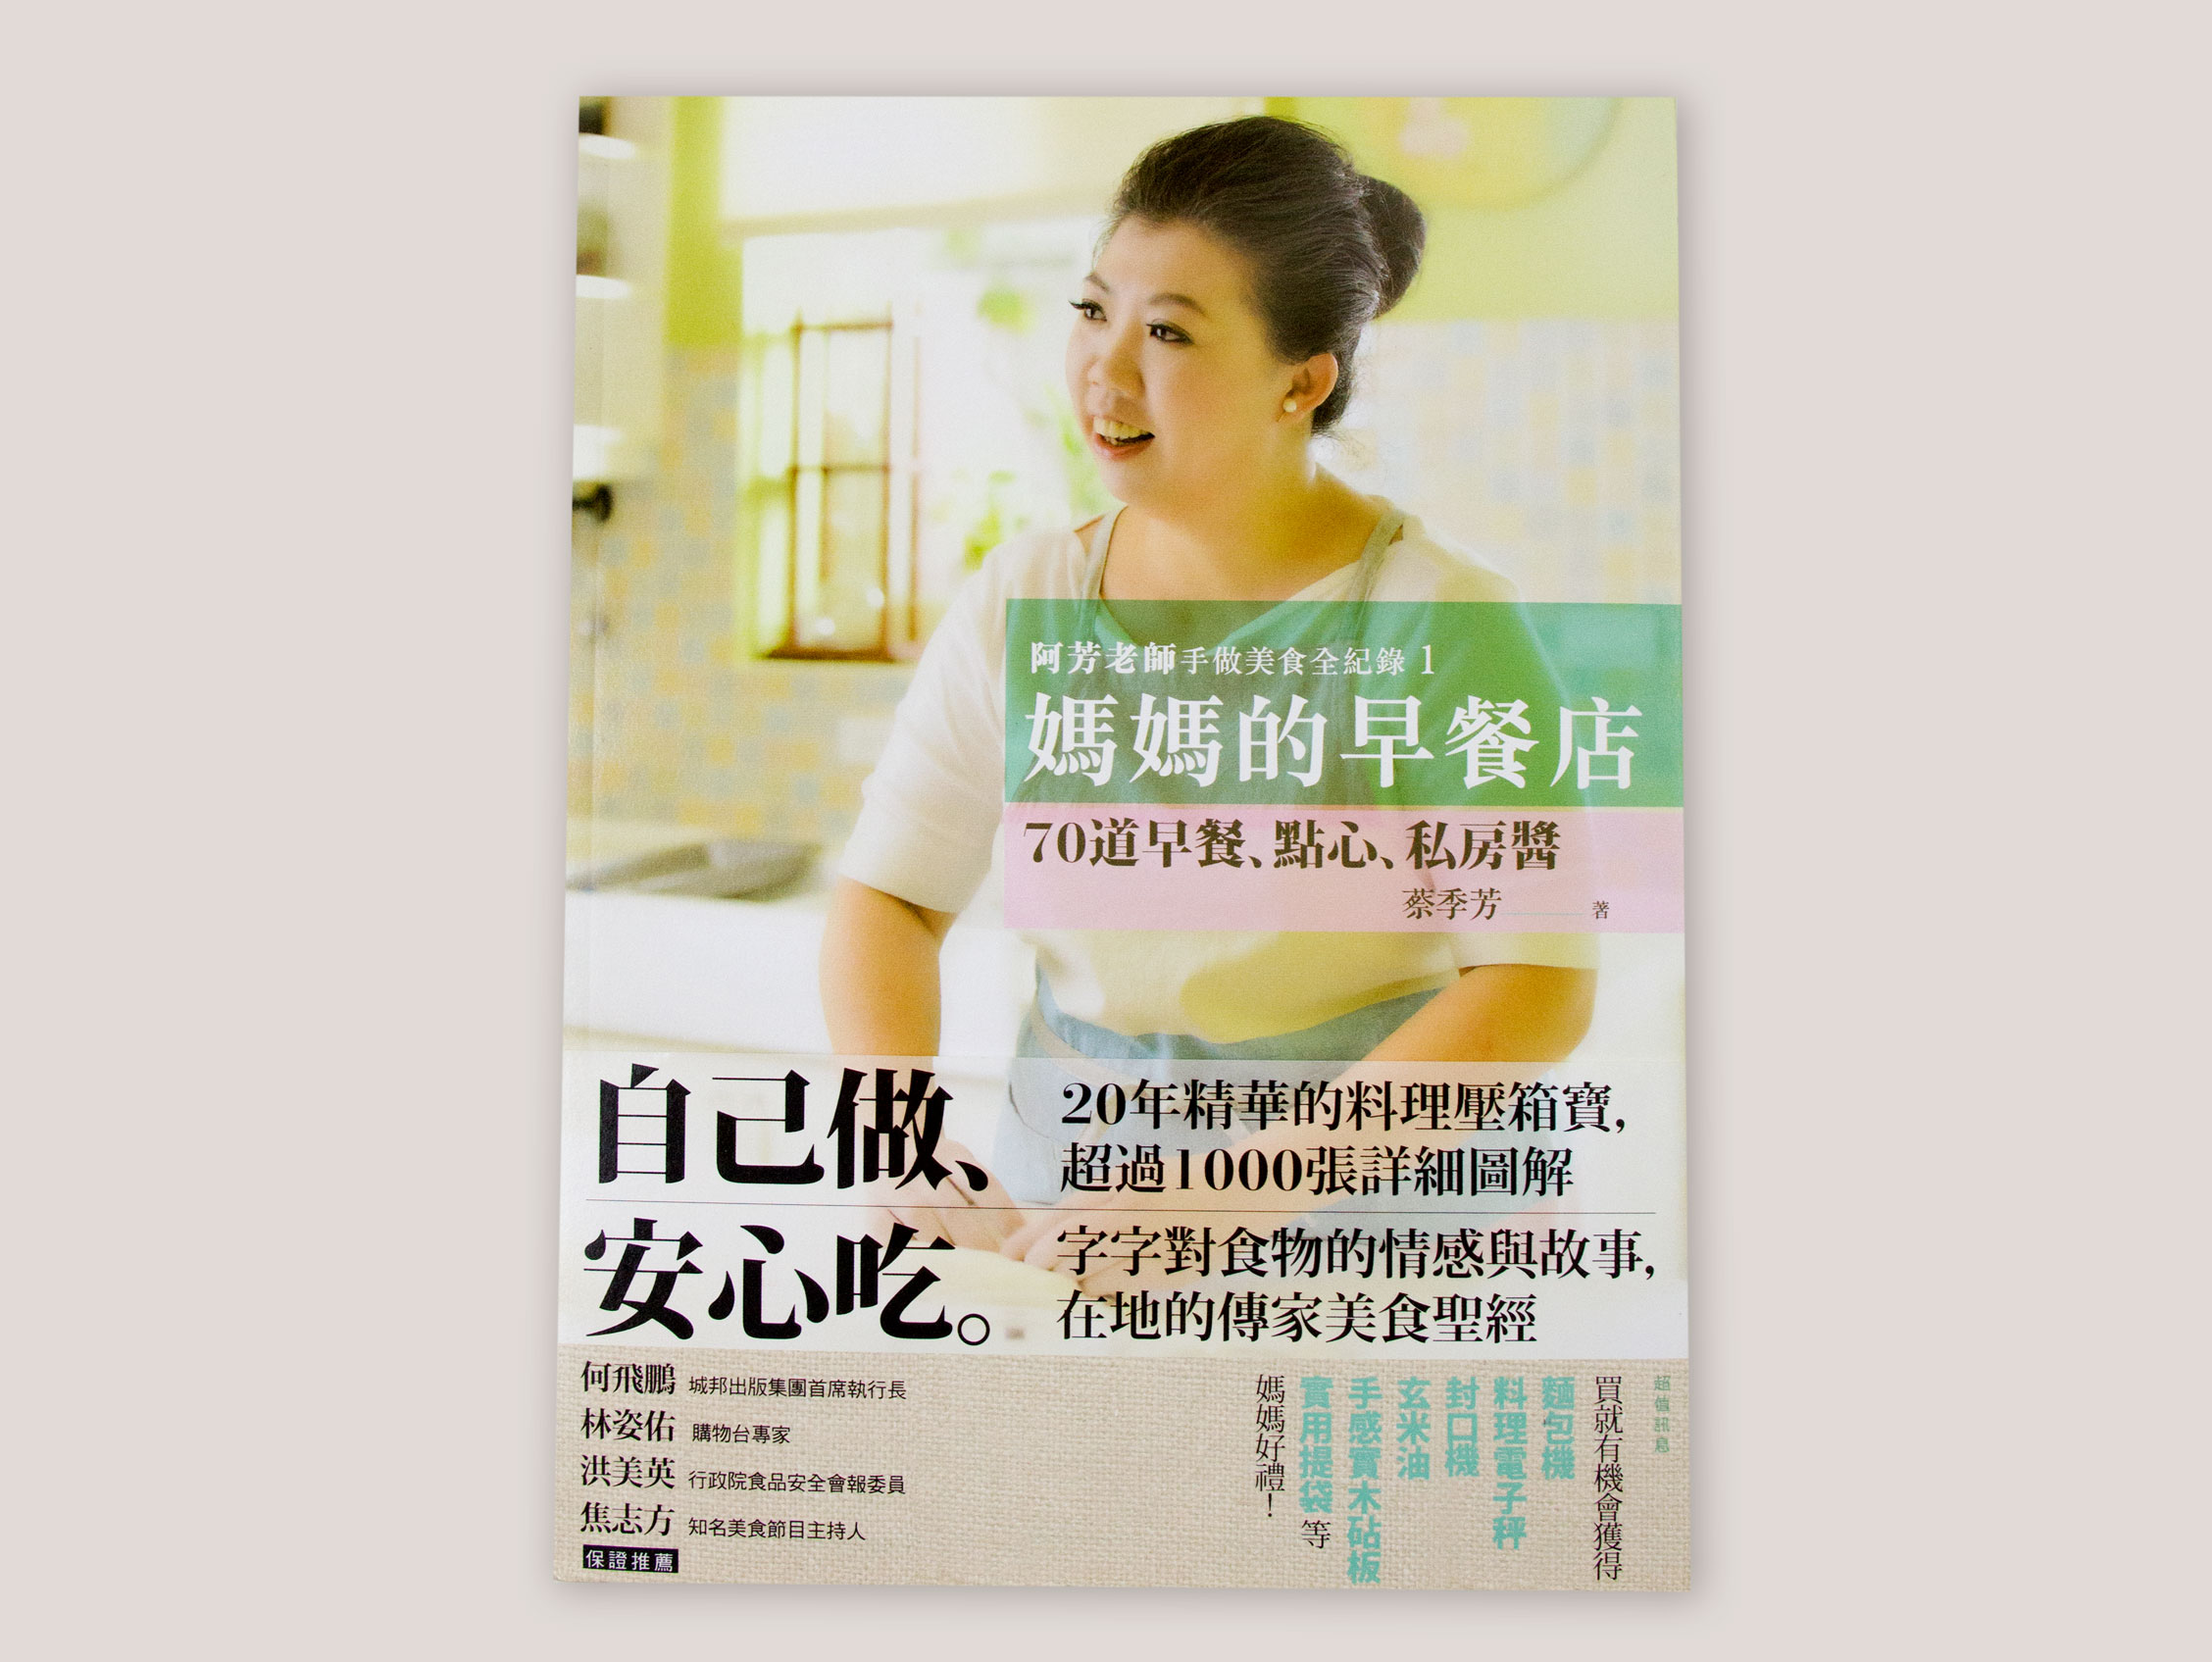 阿芳老師手做美食全紀錄 1
媽媽的早餐店
70道早餐、點心、私房醬
蔡季芳 著
自己做、
安心吃。
20年精華的料理壓箱寶,
超過1000張詳細圖解
字字對食物的情感與故事,
在地的傳家美食聖經
何飛鵬 城邦出版集團首席執行長
林姿佑 購物台專家
洪美英 行政院食品安全會報委員
焦志方 知名美食節目主持人
保證推薦
超值訊息
買就有機會獲得
麵包機
料理電子秤
封口機
玄米油
手感實木砧板
實用提袋 等
媽媽好禮！